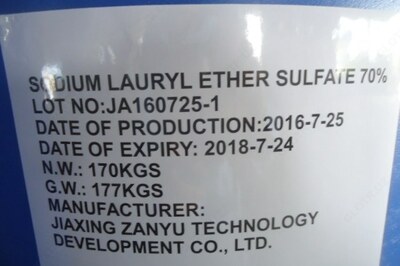 SODIUM LAURYL ETHER SULFATE 70%
LOT NO:JA160725-1
DATE OF PRODUCTION:2016-7-25
DATE OF EXPIRY: 2018-7-24
N.W.: 170KGS
G.W.: 177KGS
MANUFACTURER:
JIAXING ZANYU TECHNOLOGY
DEVELOPMENT CO., LTD.